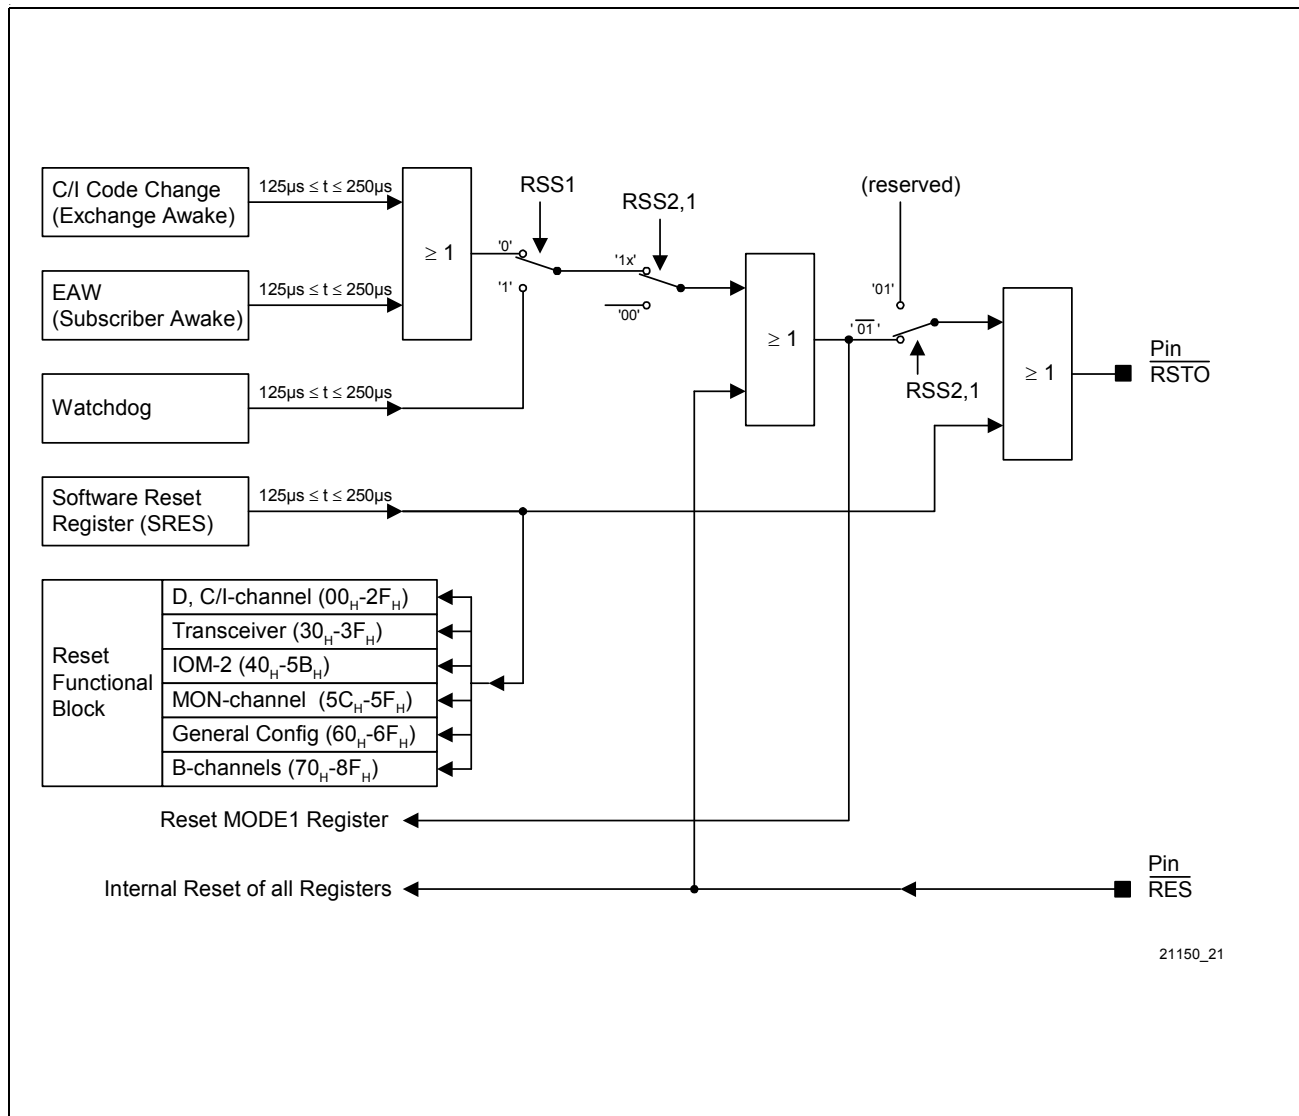 C/I Code Change
(Exchange Awake)
125µs ≤ t ≤ 250µs
EAW
(Subscriber Awake)
125µs ≤ t ≤ 250µs
Watchdog
125µs ≤ t ≤ 250µs
Software Reset
Register (SRES)
125µs ≤ t ≤ 250µs
≥ 1
RSS1
'0'
'1'
RSS2,1
'1x'
'00'
≥ 1
(reserved)
'01'
'01'
RSS2,1
≥ 1
Pin
RSTO
Reset
Functional
Block
D, C/I-channel (00H-2FH)
Transceiver (30H-3FH)
IOM-2 (40H-5BH)
MON-channel (5CH-5FH)
General Config (60H-6FH)
B-channels (70H-8FH)
Reset MODE1 Register
Internal Reset of all Registers
Pin
RES
21150_21